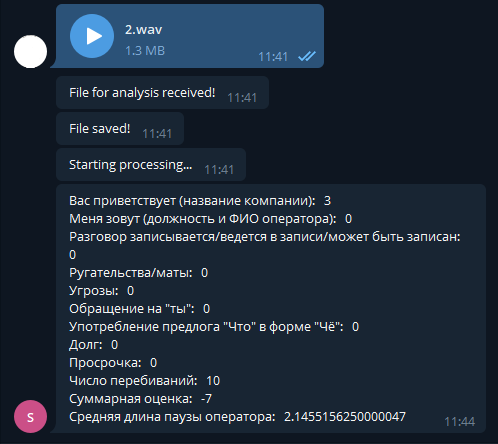 2.wav
1.3 MB
11:41
File for analysis received! 11:41
File saved! 11:41
Starting processing... 11:41
Вас приветствует (название компании): 3
Меня зовут (должность и ФИО оператора): 0
Разговор записывается/ведется в записи/может быть записан:
0
Ругательства/маты: 0
Угрозы: 0
Обращение на "ты": 0
Употребление предлога "Что" в форме "Чё": 0
Долг: 0
Просрочка: 0
Число перебиваний: 10
Суммарная оценка: -7
Средняя длина паузы оператора: 2.1455156250000047
11:44
S